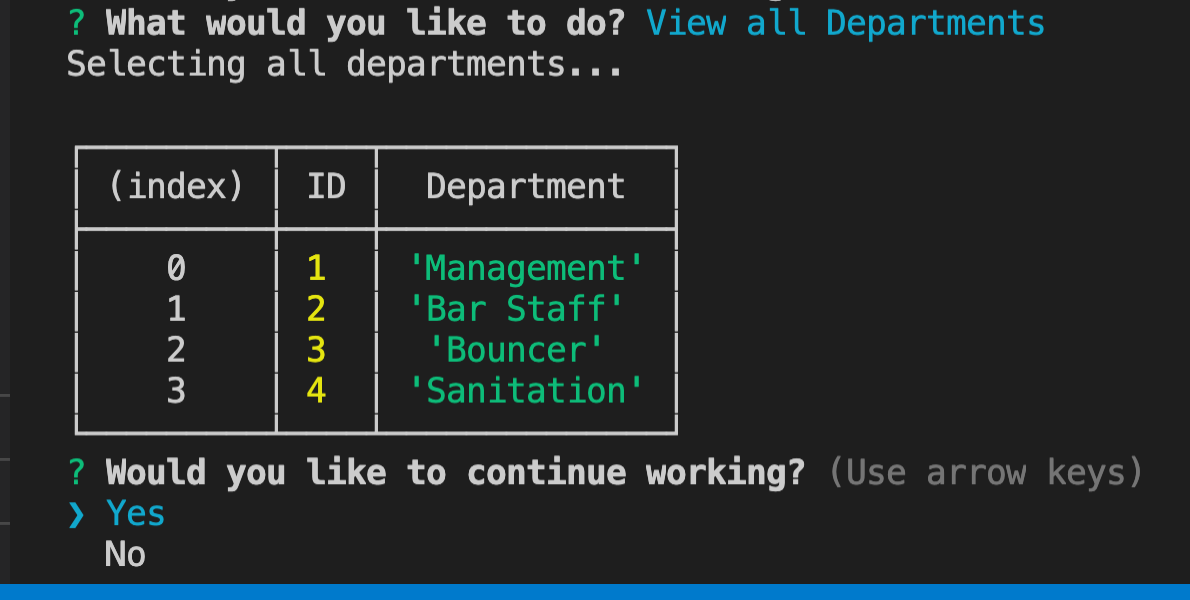 ? What would you like to do? View all Departments
Selecting all departments...
(index) ID Department
0 1 'Management'
1 2 'Bar Staff'
2 3 'Bouncer'
3 4 'Sanitation'
? Would you like to continue working? (Use arrow keys)
❯ Yes
No